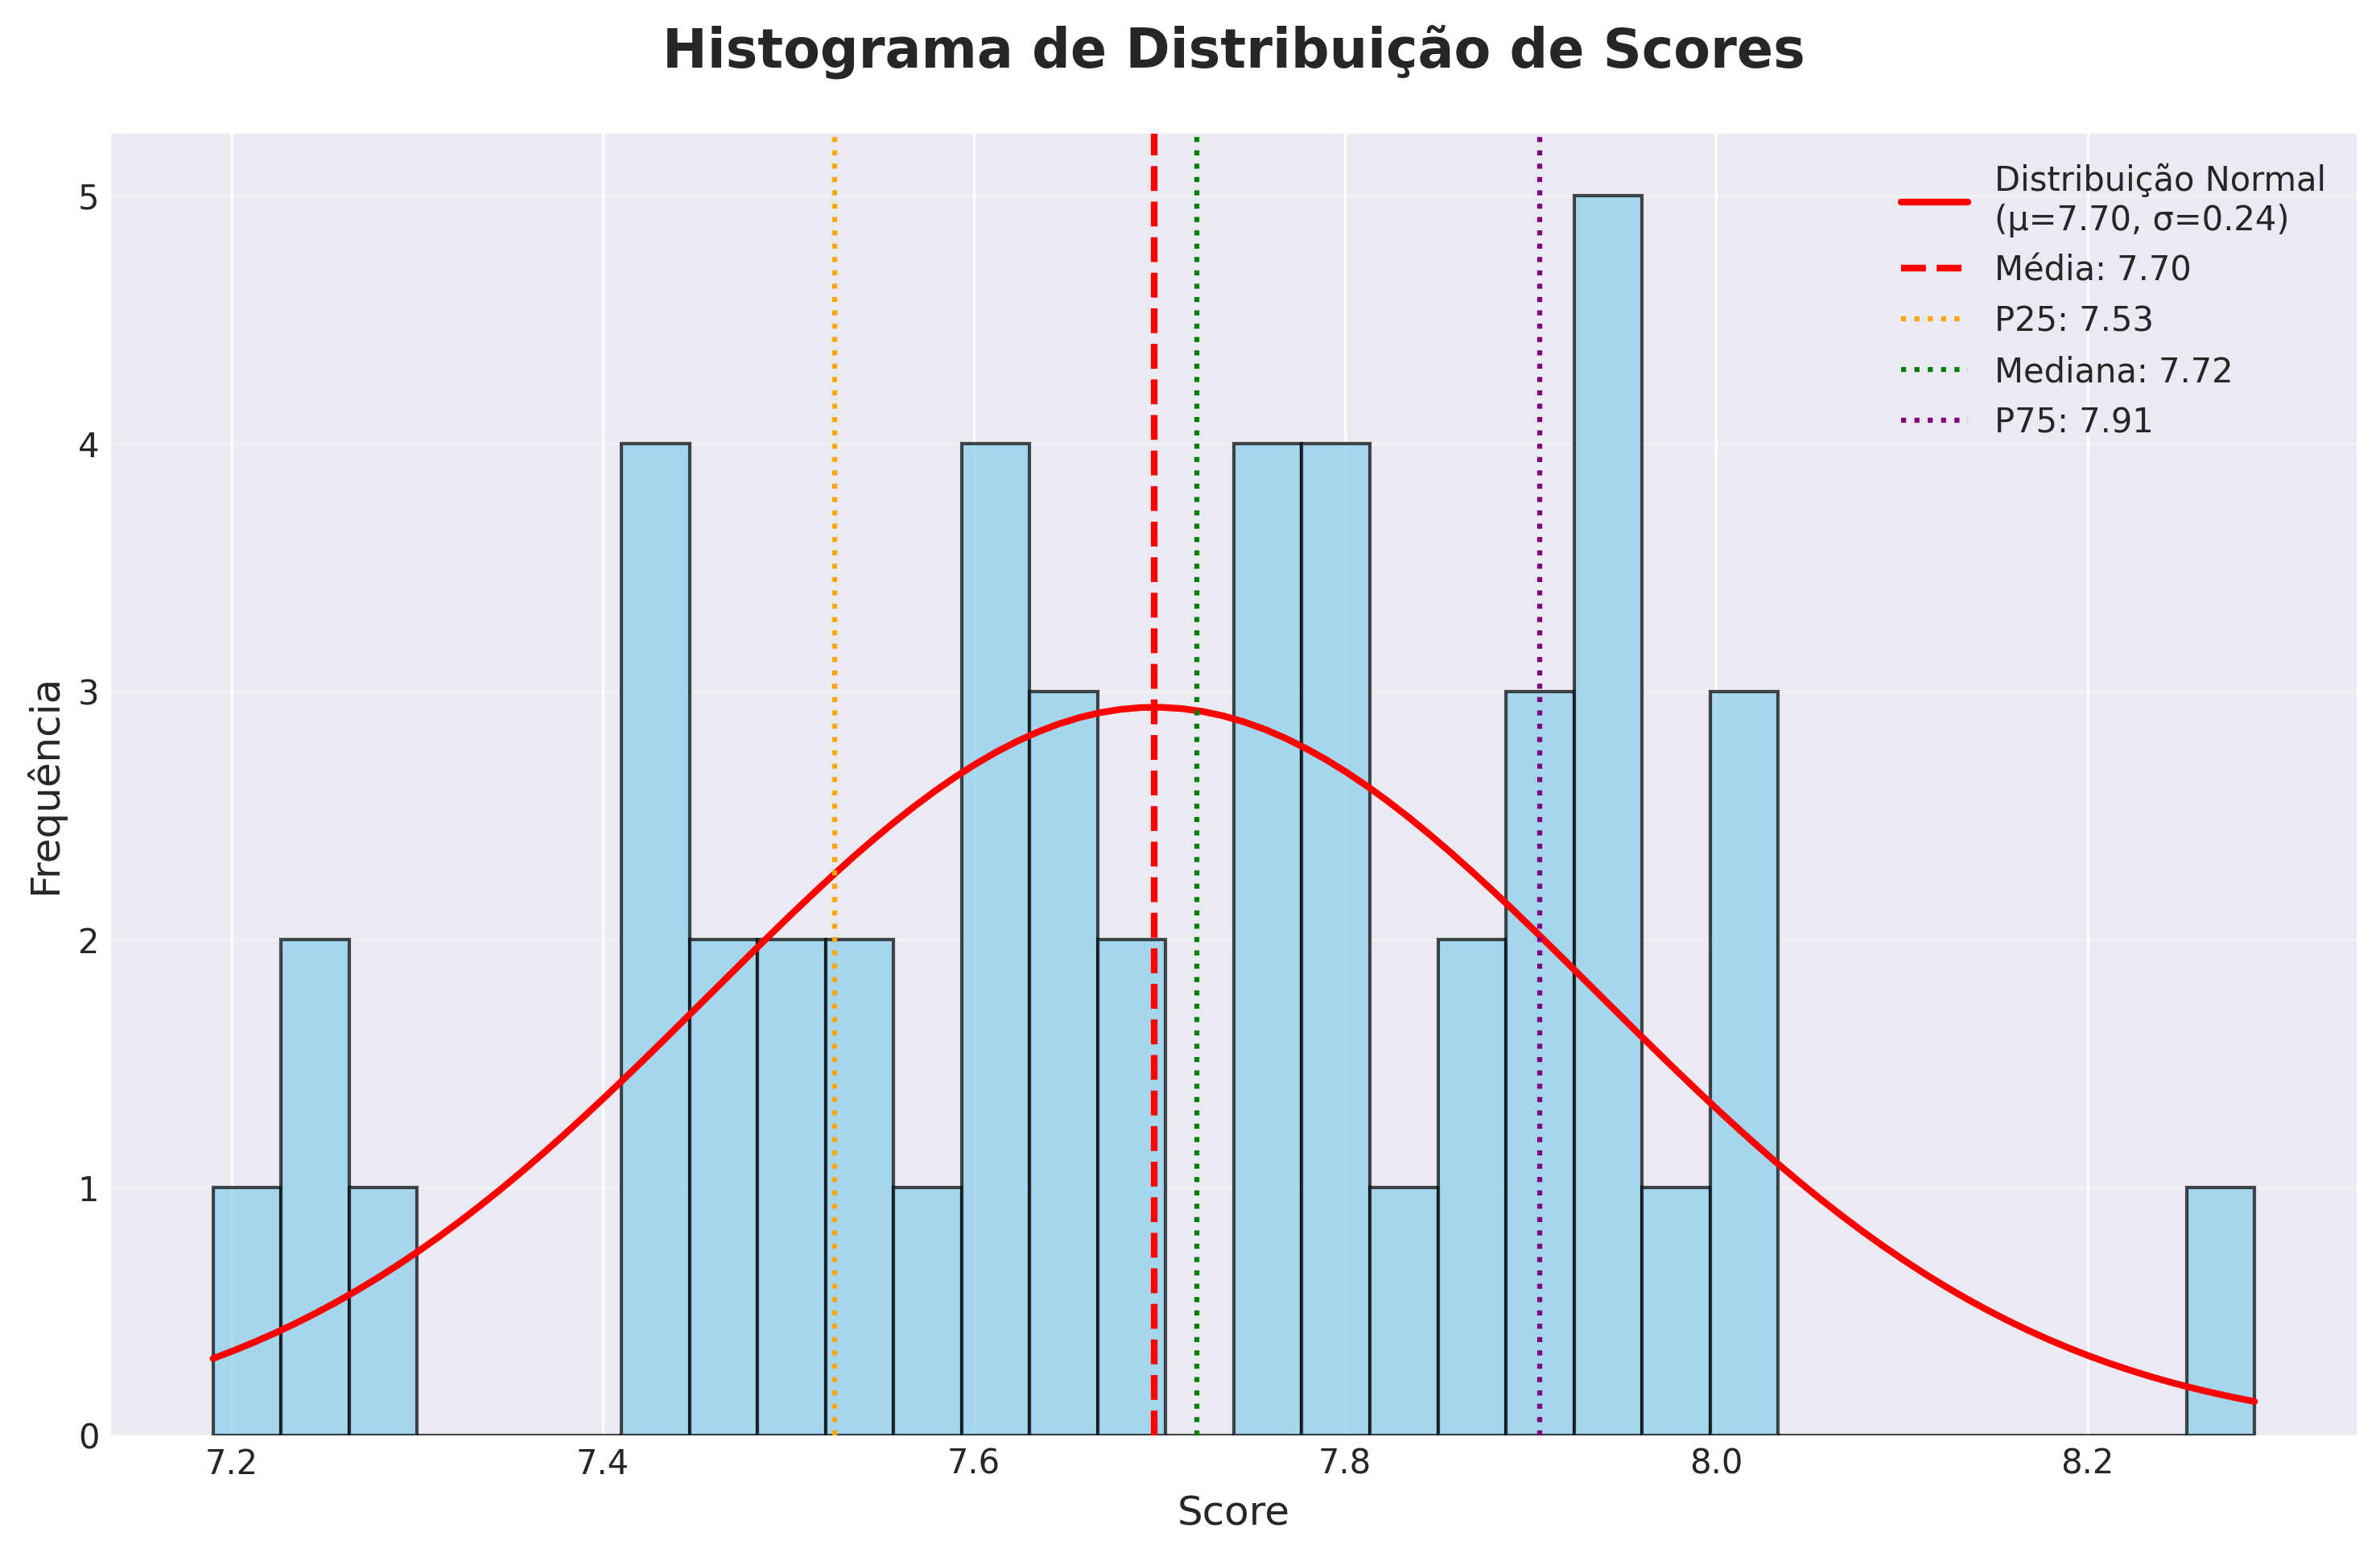 Histograma de Distribuição de Scores
Distribuição Normal
(μ=7.70, σ=0.24)
Média: 7.70
P25: 7.53
Mediana: 7.72
P75: 7.91
Frequência
5
4
3
2
1
0
7.2 7.4 7.6 7.8 8.0 8.2
Score